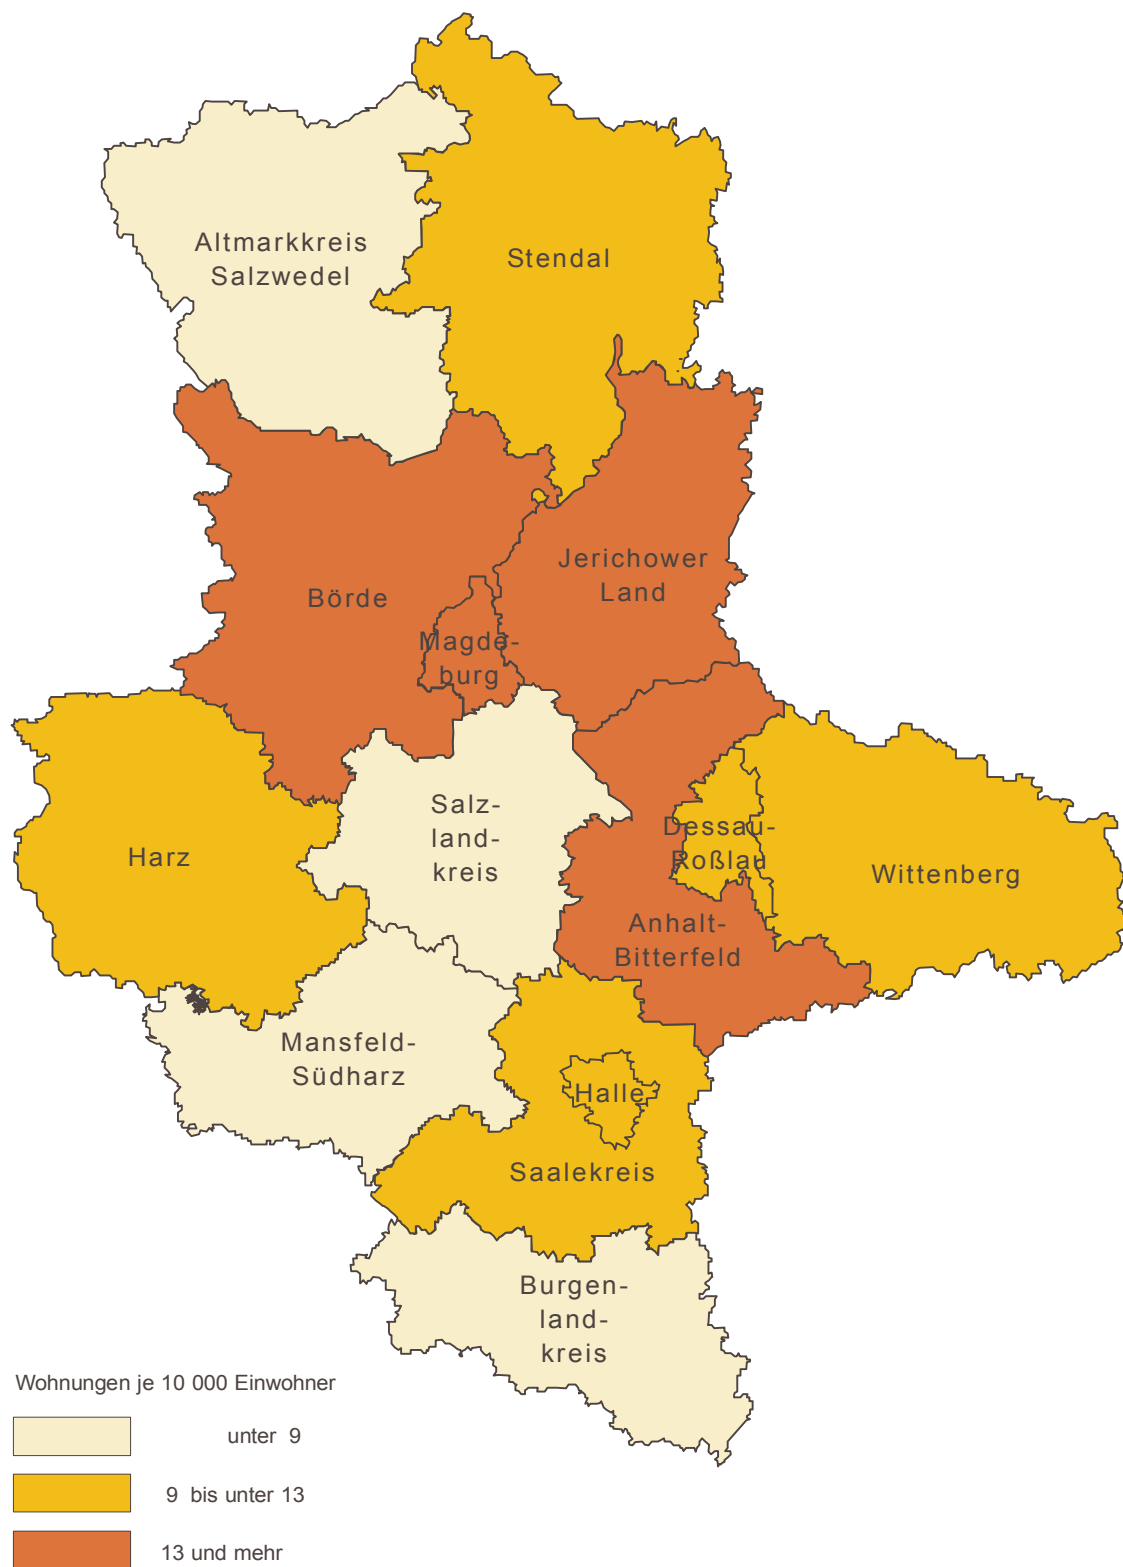 Altmarkkreis
Salzwedel
Stendal
Jerichower
Land
Börde
Magde-
burg
Salz-
land-
kreis
Harz
Dessau-
Roßlau
Wittenberg
Anhalt-
Bitterfeld
Mansfeld-
Südharz
Halle
Saalekreis
Burgen-
land-
kreis
Wohnungen je 10 000 Einwohner
unter 9
9 bis unter 13
13 und mehr